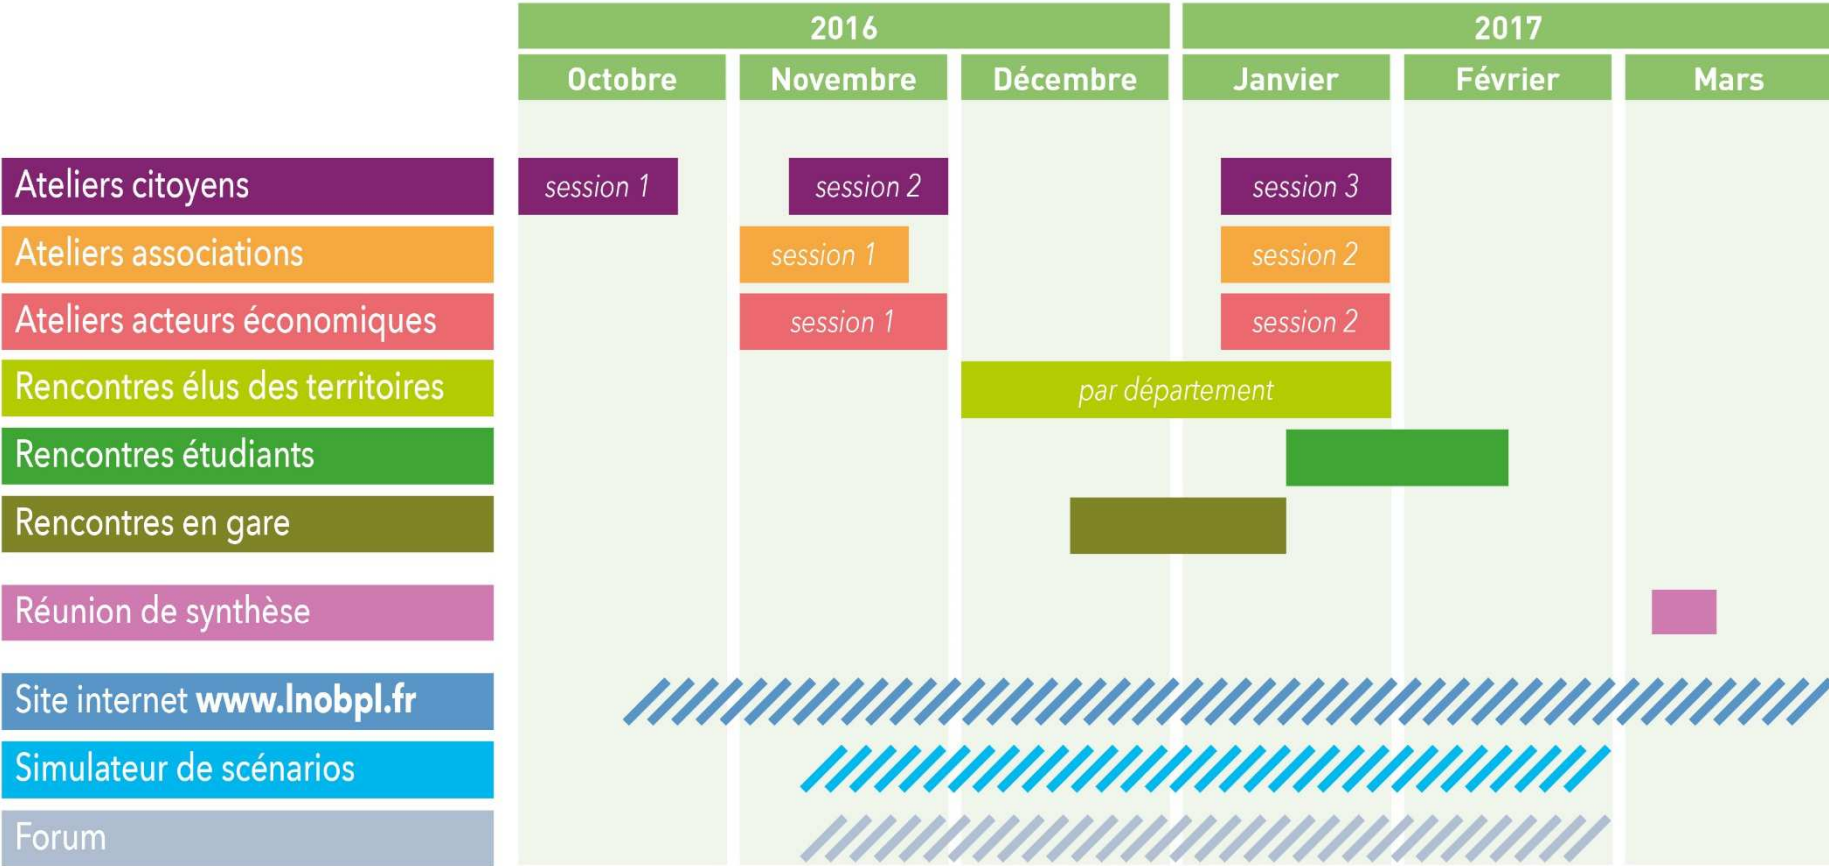 2016 2017
Octobre Novembre Décembre Janvier Février Mars
Ateliers citoyens session 1 session 2 session 3
Ateliers associations session 1 session 2
Ateliers acteurs économiques session 1 session 2
Rencontres élus des territoires par département
Rencontres étudiants
Rencontres en gare
Réunion de synthèse
Site internet www.lnobpl.fr
Simulateur de scénarios
Forum